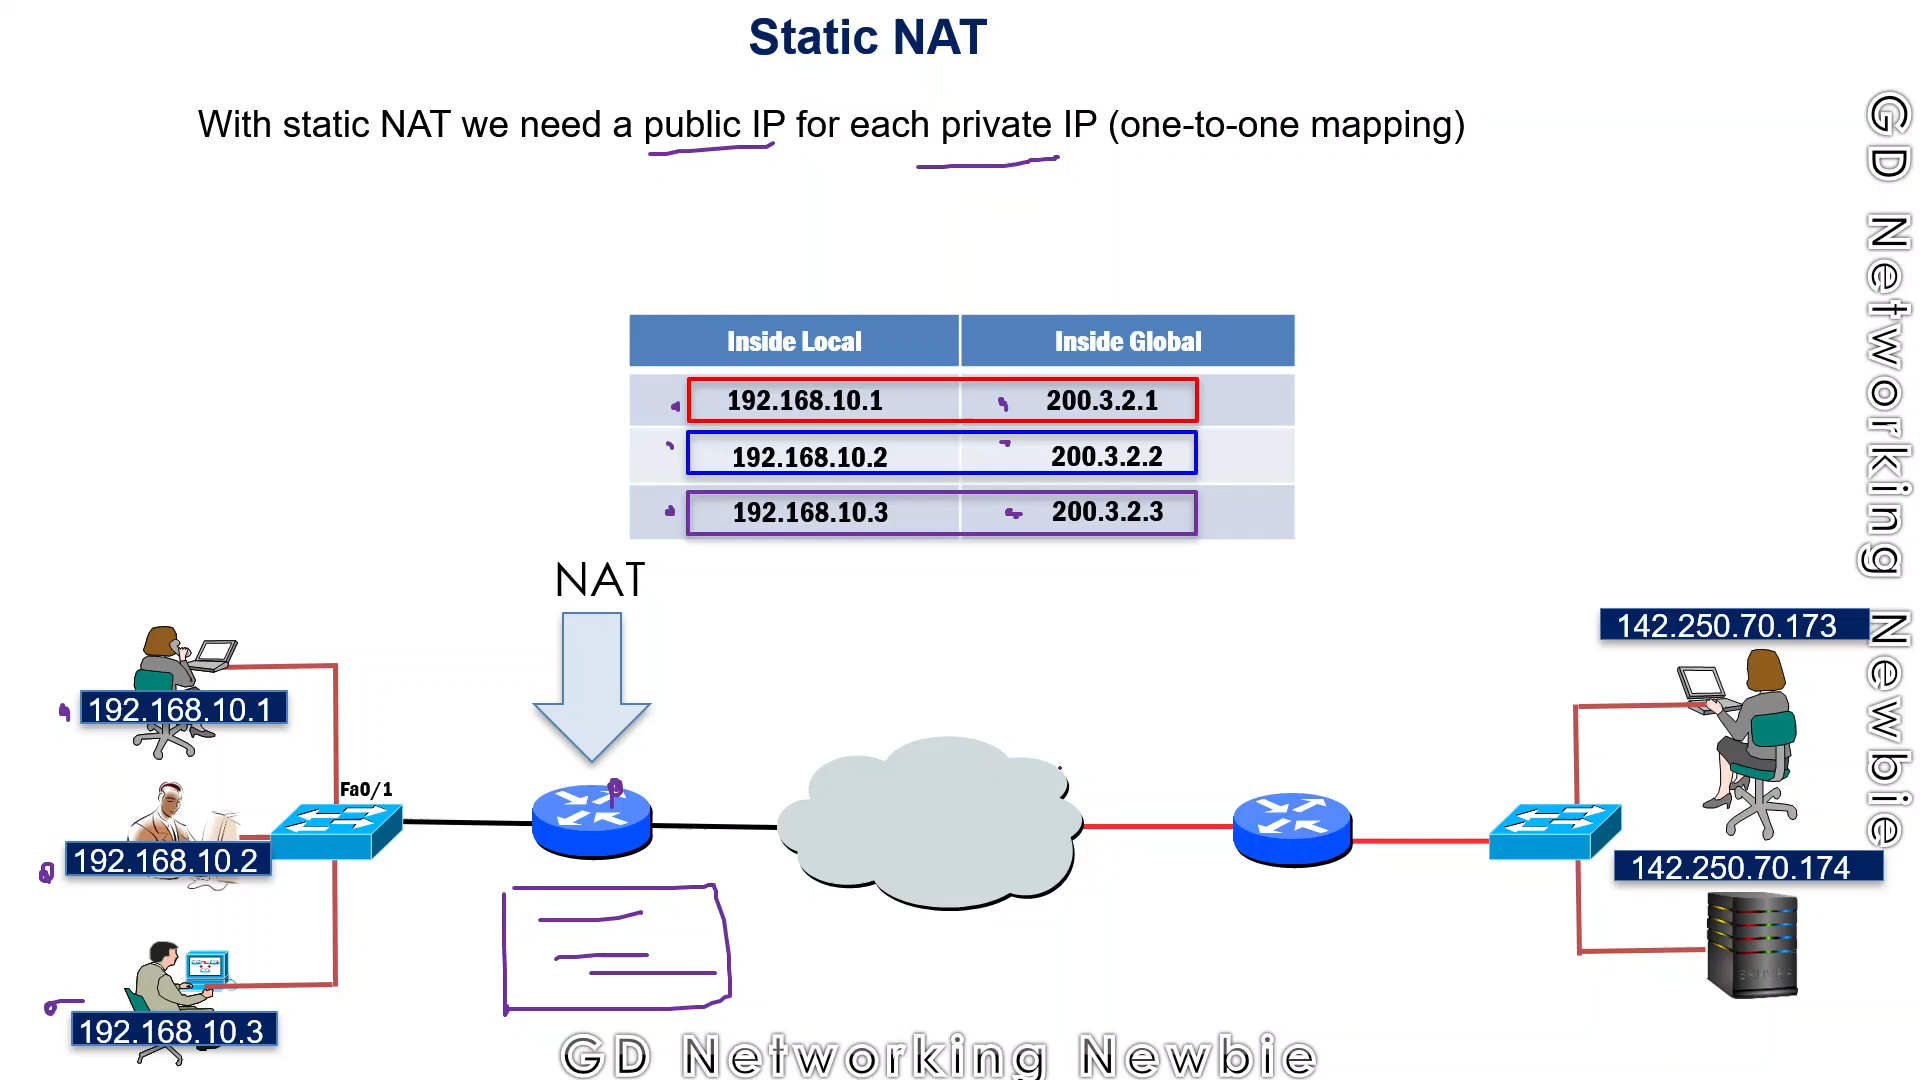 Static NAT
With static NAT we need a public IP for each private IP (one-to-one mapping)
Inside Local Inside Global
192.168.10.1 200.3.2.1
192.168.10.2 200.3.2.2
192.168.10.3 200.3.2.3
NAT
192.168.10.1
Fa0/1
192.168.10.2
192.168.10.3
142.250.70.173
142.250.70.174
GD Networking Newbie
GD Networking Newbie